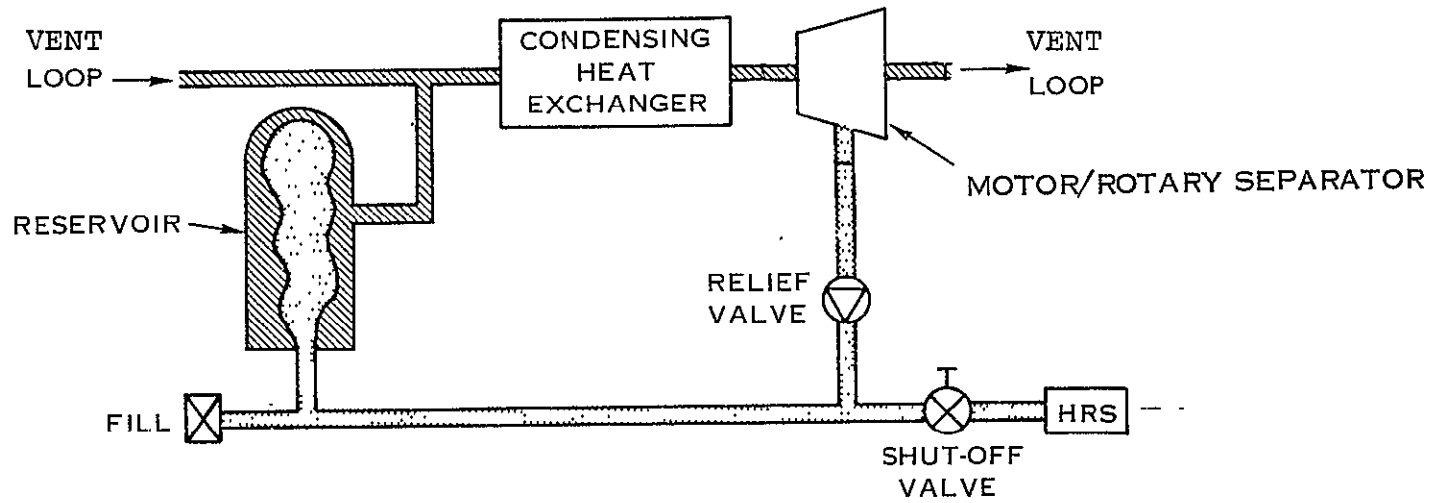 VENT
LOOP
CONDENSING
HEAT
EXCHANGER
VENT
LOOP
MOTOR/ROTARY SEPARATOR
RESERVOIR
RELIEF
VALVE
FILL
HRS
SHUT-OFF
VALVE